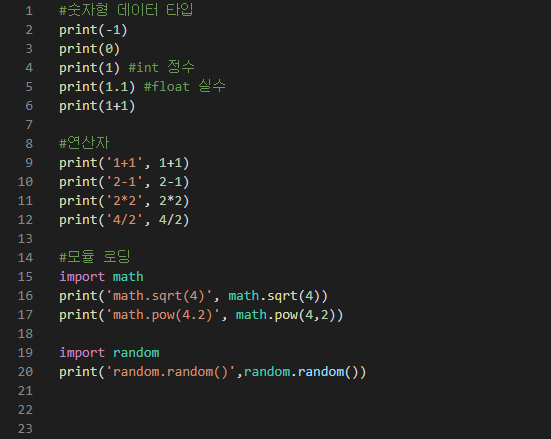 1 #숫자형 데이터 타입
2 print(-1)
3 print(0)
4 print(1) #int 정수
5 print(1.1) #float 실수
6 print(1+1)
7
8 #연산자
9 print('1+1', 1+1)
10 print('2-1', 2-1)
11 print('2*2', 2*2)
12 print('4/2', 4/2)
13
14 #모듈 로딩
15 import math
16 print('math.sqrt(4)', math.sqrt(4))
17 print('math.pow(4.2)', math.pow(4,2))
18
19 import random
20 print('random.random()',random.random())
21
22
23